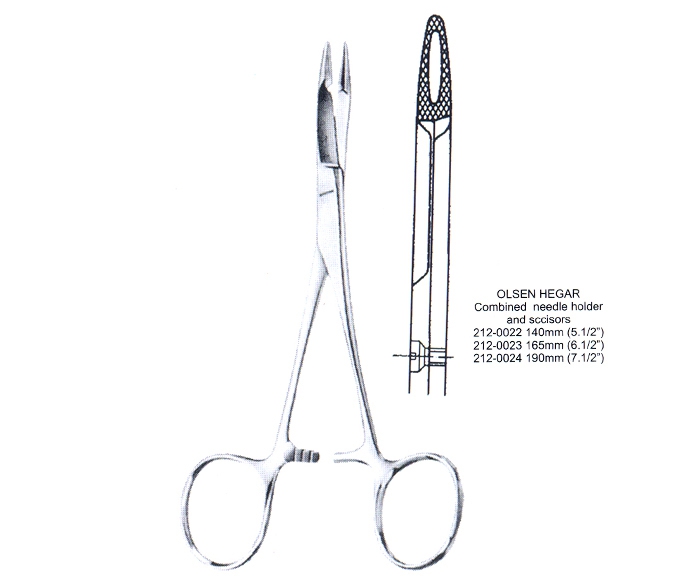 OLSEN HEGAR
Combined needle holder
and sccisors
212-0022 140mm (5.1/2")
212-0023 165mm (6.1/2")
212-0024 190mm (7.1/2")